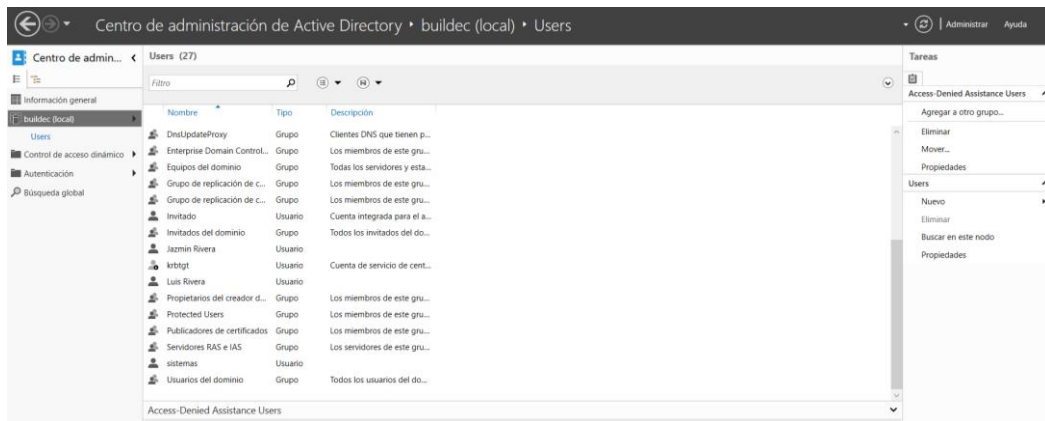 Centro de administración de Active Directory • buildec (local) • Users
Administrar Ayuda
Centro de admin...
Información general
buildec (local)
Users
Control de acceso dinámico
Autenticación
Búsqueda global
Users (27)
Filtro
Nombre Tipo Descripción
DnsUpdateProxy Grupo Clientes DNS que tienen p...
Enterprise Domain Control... Grupo Los miembros de este gru...
Equipos del dominio Grupo Todas los servidores y esta...
Grupo de replicación de c... Grupo Los miembros de este gru...
Grupo de replicación de c... Grupo Los miembros de este gru...
Invitado Usuario Cuenta integrada para el a...
Invitados del dominio Grupo Todos los invitados del do...
Jazmin Rivera Usuario
krbtgt Usuario Cuenta de servicio de cent...
Luis Rivera Usuario
Propietarios del creador d... Grupo Los miembros de este gru...
Protected Users Grupo Los miembros de este gru...
Publicadores de certificados Grupo Los miembros de este gru...
Servidores RAS e IAS Grupo Los servidores de este gru...
sistemas Usuario
Usuarios del dominio Grupo Todos los usuarios del do...
Access-Denied Assistance Users
Tareas
Access-Denied Assistance Users
Agregar a otro grupo...
Eliminar
Mover...
Propiedades
Users
Nuevo
Eliminar
Buscar en este nodo
Propiedades